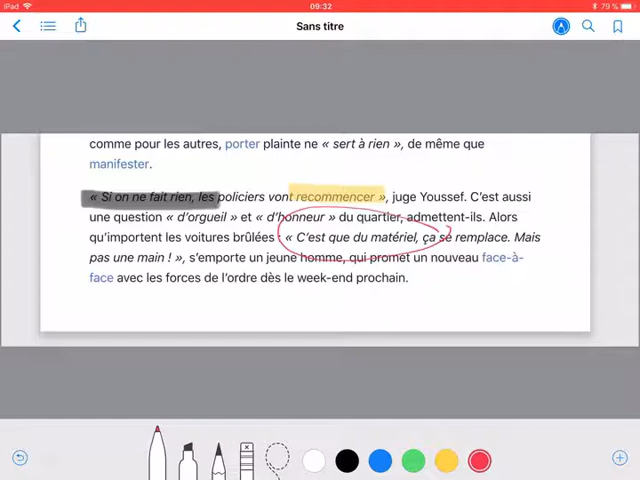 iPad
09:32
79 %
Sans titre
comme pour les autres, porter plainte ne « sert à rien », de même que
manifester.
« Si on ne fait rien, les policiers vont recommencer », juge Youssef. C’est aussi
une question « d’orgueil » et « d’honneur » du quartier, admettent-ils. Alors
qu’importent les voitures brûlées : « C’est que du matériel, ça se remplace. Mais
pas une main ! », s’emporte un jeune homme, qui promet un nouveau face-à-
face avec les forces de l’ordre dès le week-end prochain.